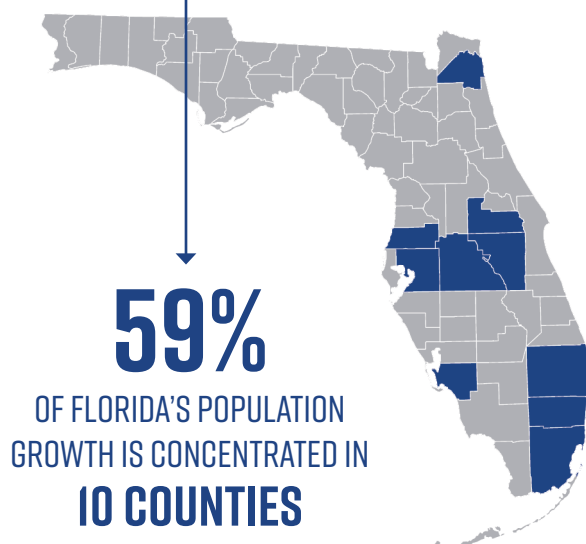 59%
OF FLORIDA'S POPULATION
GROWTH IS CONCENTRATED IN
10 COUNTIES